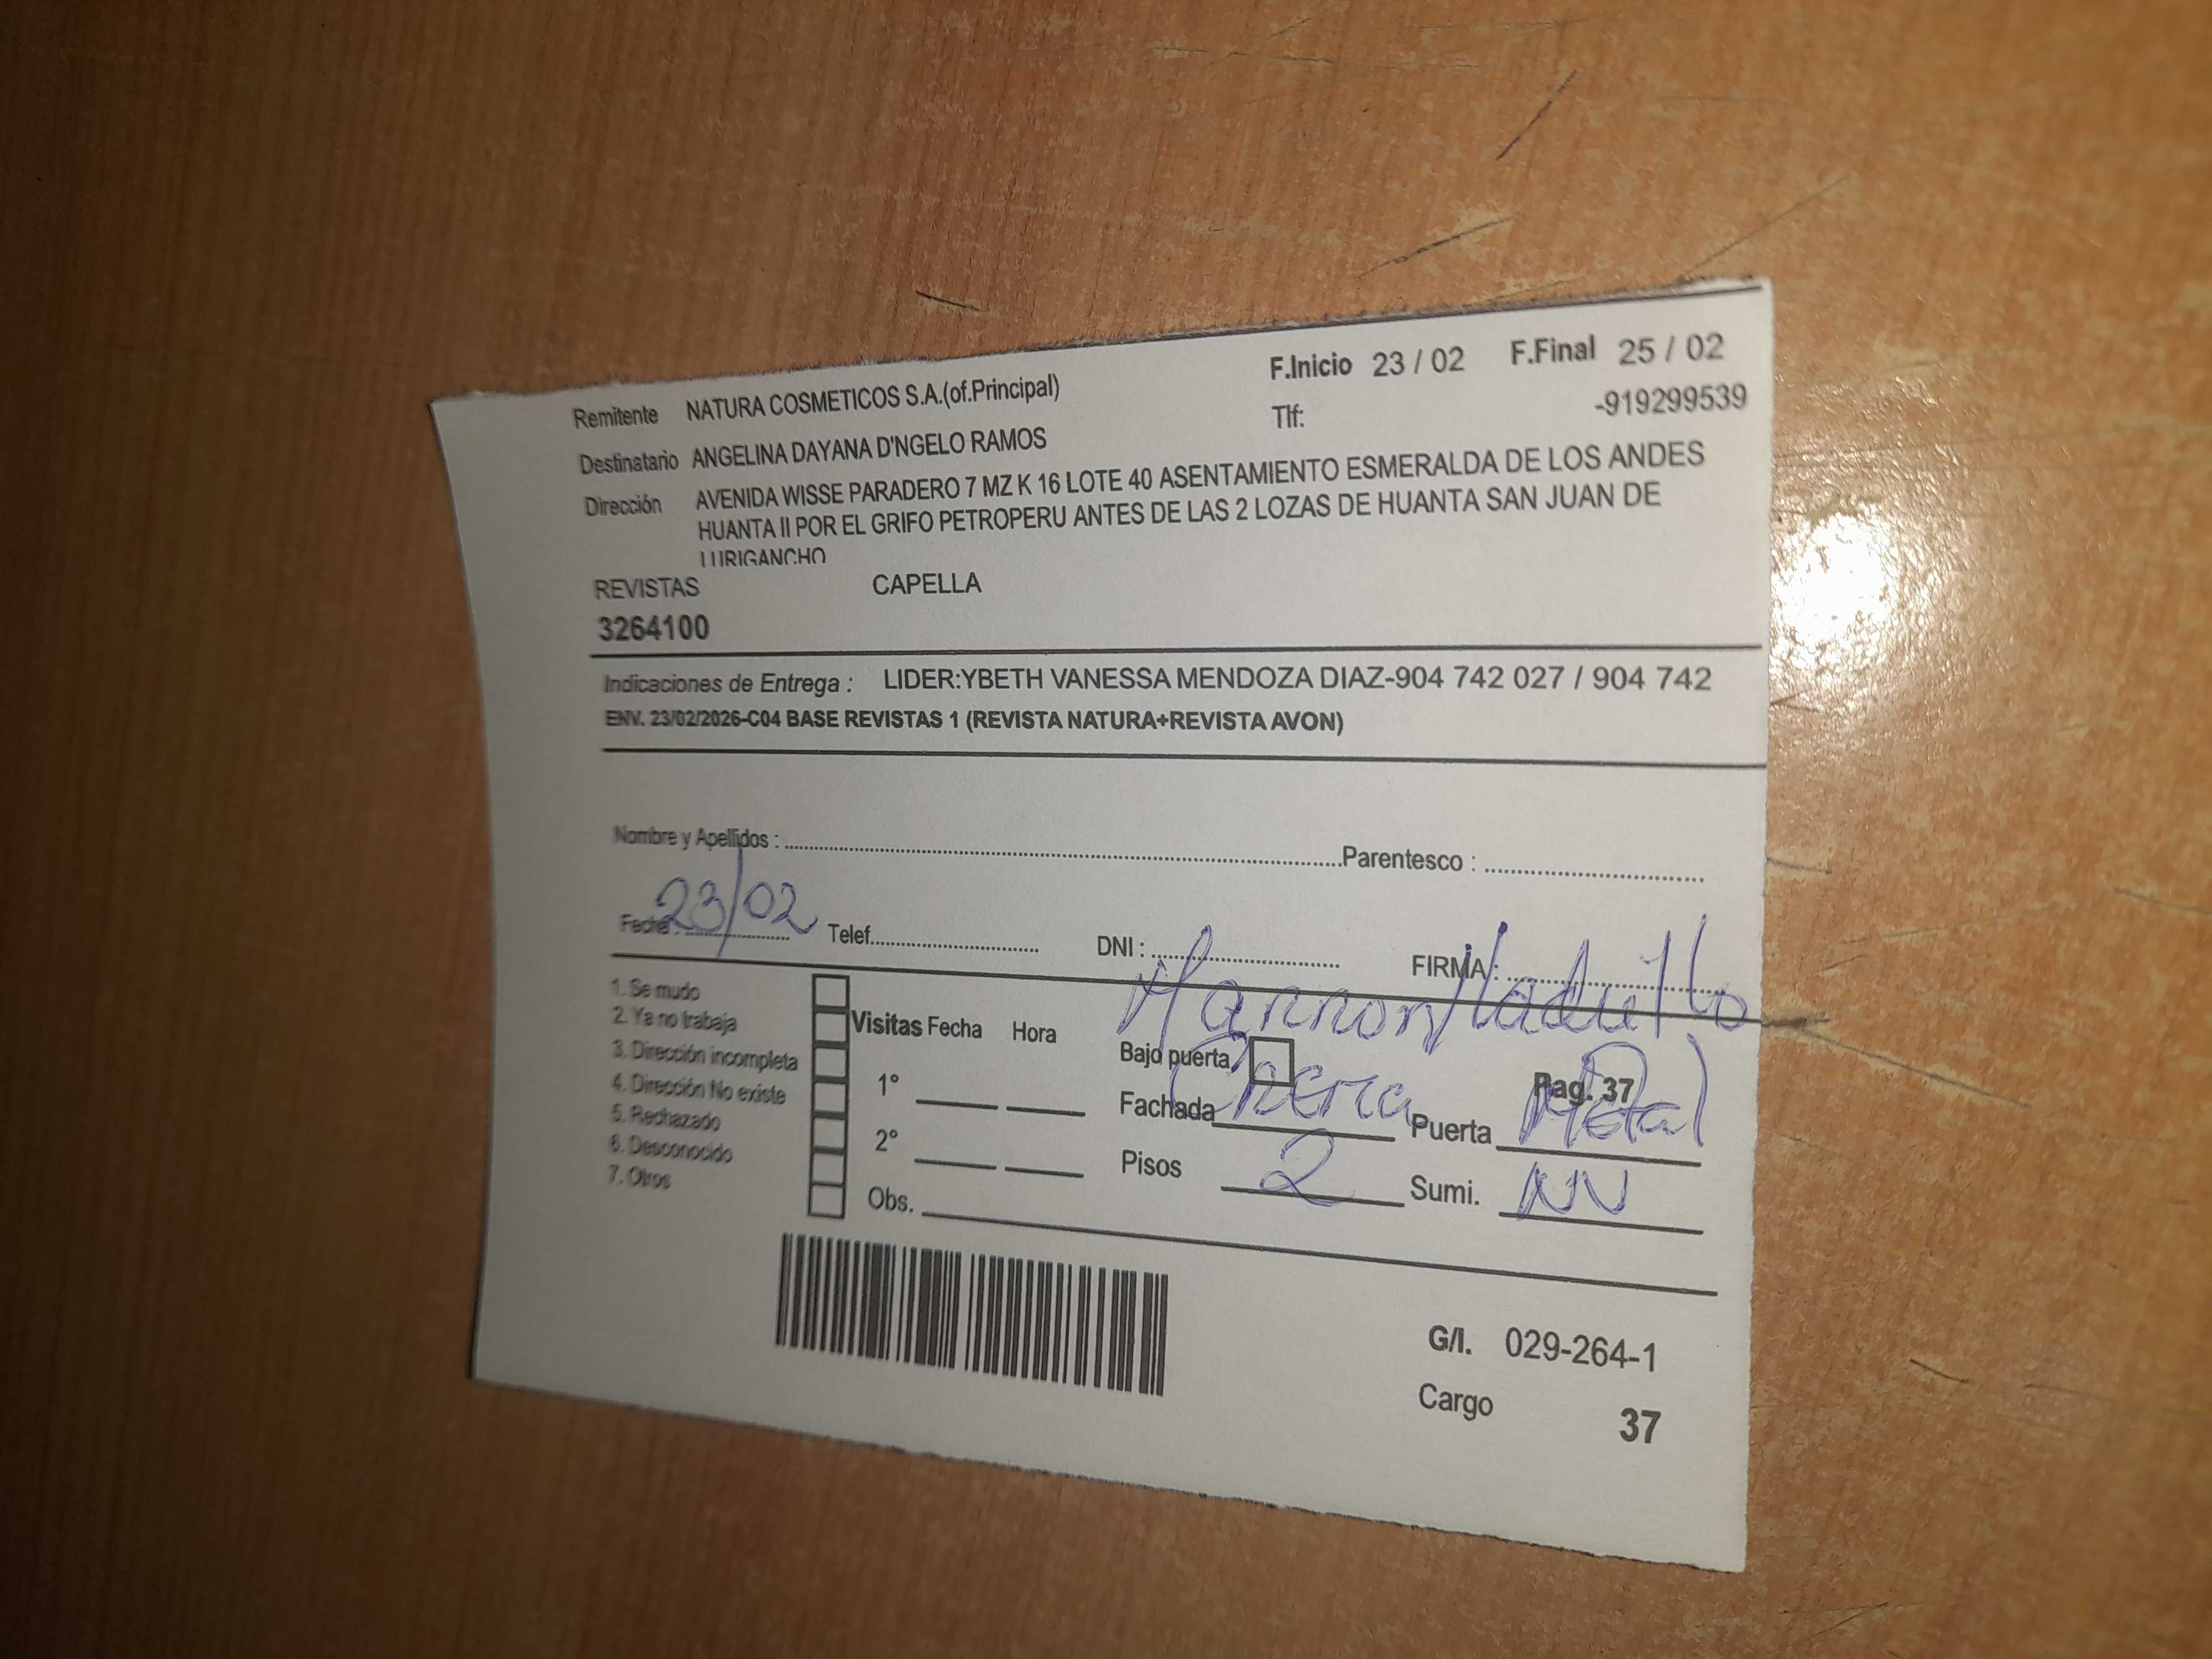 Remitente NATURA COSMETICOS S.A.(of.Principal) F.Inicio 23 / 02 F.Final 25 / 02
Tlf: -919299539
Destinatario ANGELINA DAYANA D'NGELO RAMOS
Dirección AVENIDA WISSE PARADERO 7 MZ K 16 LOTE 40 ASENTAMIENTO ESMERALDA DE LOS ANDES
HUANTA II POR EL GRIFO PETROPERU ANTES DE LAS 2 LOZAS DE HUANTA SAN JUAN DE
LURIGANCHO
REVISTAS CAPELLA
3264100
Indicaciones de Entrega : LIDER:YBETH VANESSA MENDOZA DIAZ-904 742 027 / 904 742
ENV. 23/02/2026-C04 BASE REVISTAS 1 (REVISTA NATURA+REVISTA AVON)
Nombre y Apellidos : Parentesco :
Fecha : 23/02 Telef. DNI : FIRMA :
1. Se mudo
2. Ya no trabaja
3. Dirección incompleta
4. Dirección No existe
5. Rechazado
6. Desconocido
7. Otros
Visitas Fecha Hora
1°
2°
Obs.
Marron/ladrillo
Bajo puerta Pag. 37
Fachada Crema Puerta Metal
Pisos 2 Sumi. NN
G/I. 029-264-1
Cargo 37